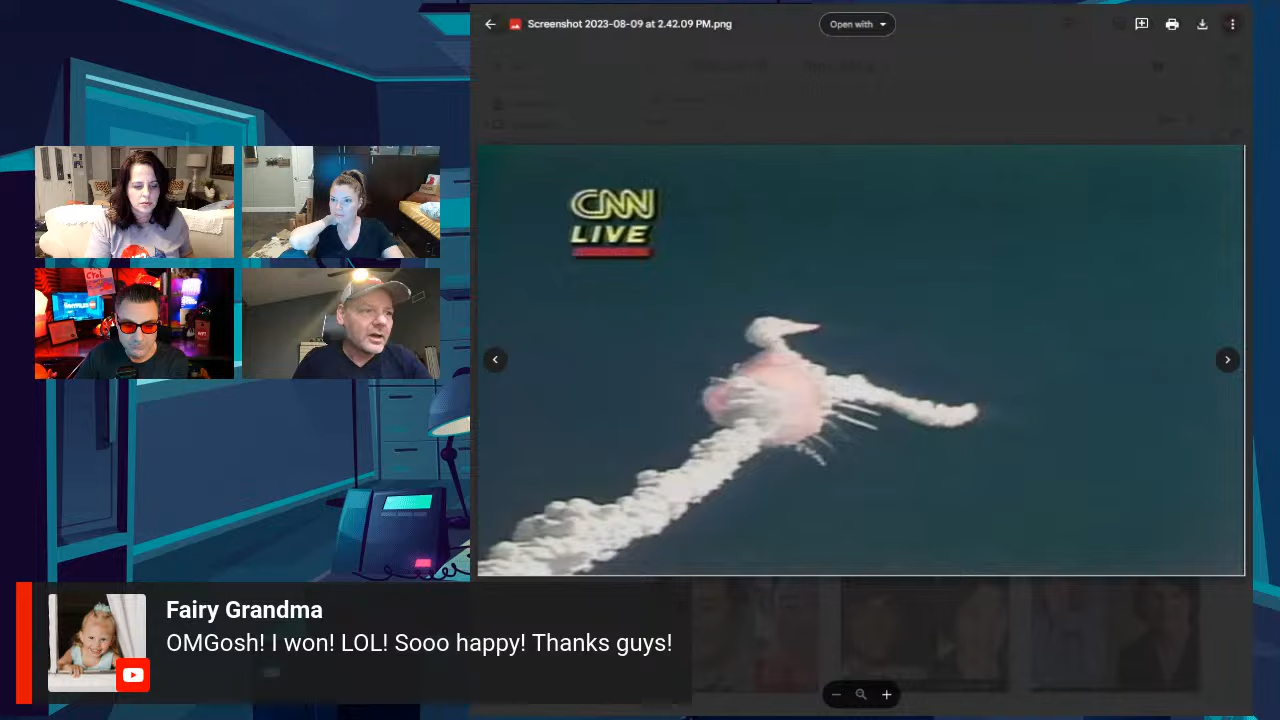 Screenshot 2023-08-09 at 2.42.09 PM.png
Open with
CNN
LIVE
Fairy Grandma
OMGosh! I won! LOL! Sooo happy! Thanks guys!